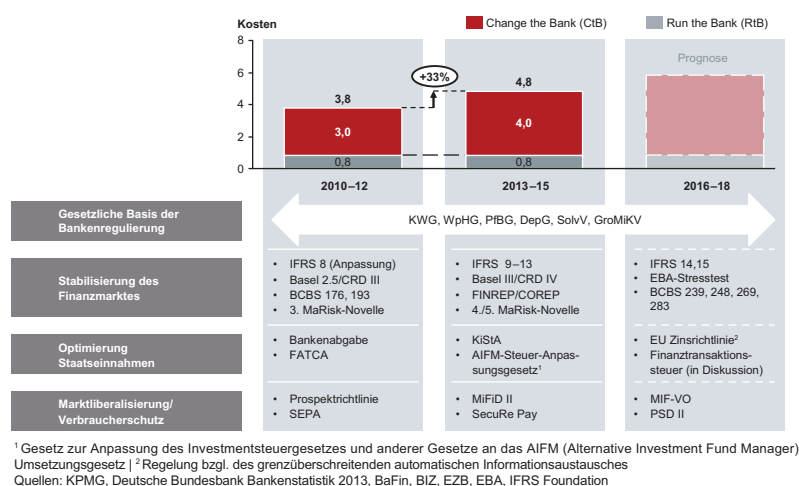 Kosten
Change the Bank (CtB)
Run the Bank (RtB)
8
6
4
2
0
3,8
3,0
0,8
+33%
4,8
4,0
0,8
Prognose
2010–12
2013–15
2016–18
Gesetzliche Basis der
Bankenregulierung
KWG, WpHG, PfBG, DepG, SolvV, GroMiKV
Stabilisierung des
Finanzmarktes
• IFRS 8 (Anpassung)
• Basel 2.5/CRD III
• BCBS 176, 193
• 3. MaRisk-Novelle
• IFRS 9–13
• Basel III/CRD IV
• FINREP/COREP
• 4./5. MaRisk-Novelle
• IFRS 14,15
• EBA-Stresstest
• BCBS 239, 248, 269,
283
Optimierung
Staatseinnahmen
• Bankenabgabe
• FATCA
• KiStA
• AIFM-Steuer-Anpas-
sungsgesetz¹
• EU Zinsrichtlinie²
• Finanztransaktions-
steuer (in Diskussion)
Marktliberalisierung/
Verbraucherschutz
• Prospektrichtlinie
• SEPA
• MiFiD II
• SecuRe Pay
• MIF-VO
• PSD II
¹ Gesetz zur Anpassung des Investmentsteuergesetzes und anderer Gesetze an das AIFM (Alternative Investment Fund Manager)
Umsetzungsgesetz | ² Regelung bzgl. des grenzüberschreitenden automatischen Informationsaustausches
Quellen: KPMG, Deutsche Bundesbank Bankenstatistik 2013, BaFin, BIZ, EZB, EBA, IFRS Foundation